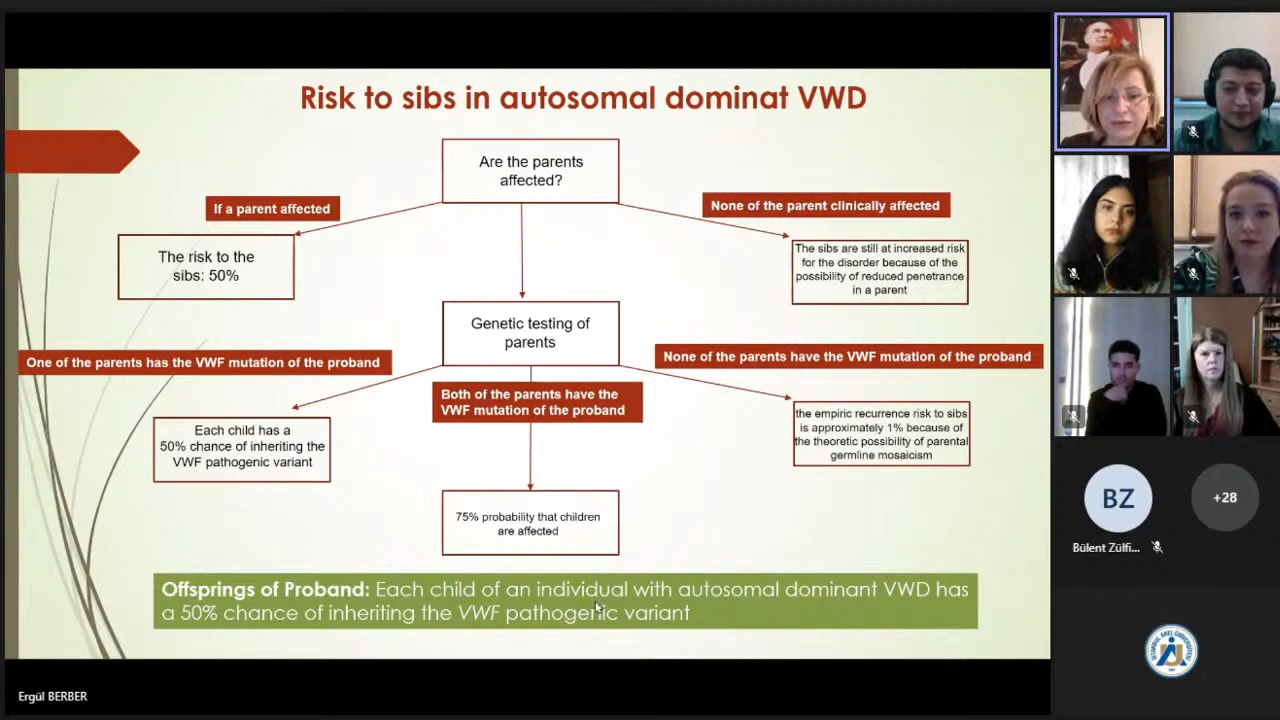 Risk to sibs in autosomal dominat VWD
Are the parents
affected?
If a parent affected
None of the parent clinically affected
The risk to the
sibs: 50%
The sibs are still at increased risk
for the disorder because of the
possibility of reduced penetrance
in a parent
Genetic testing of
parents
One of the parents has the VWF mutation of the proband
Both of the parents have the
VWF mutation of the proband
None of the parents have the VWF mutation of the proband
Each child has a
50% chance of inheriting the
VWF pathogenic variant
the empiric recurrence risk to sibs
is approximately 1% because of
the theoretic possibility of parental
germline mosaicism
75% probability that children
are affected
Offsprings of Proband: Each child of an individual with autosomal dominant VWD has
a 50% chance of inheriting the VWF pathogenic variant
Ergül BERBER
BZ
+28
Bülent Zülfi...